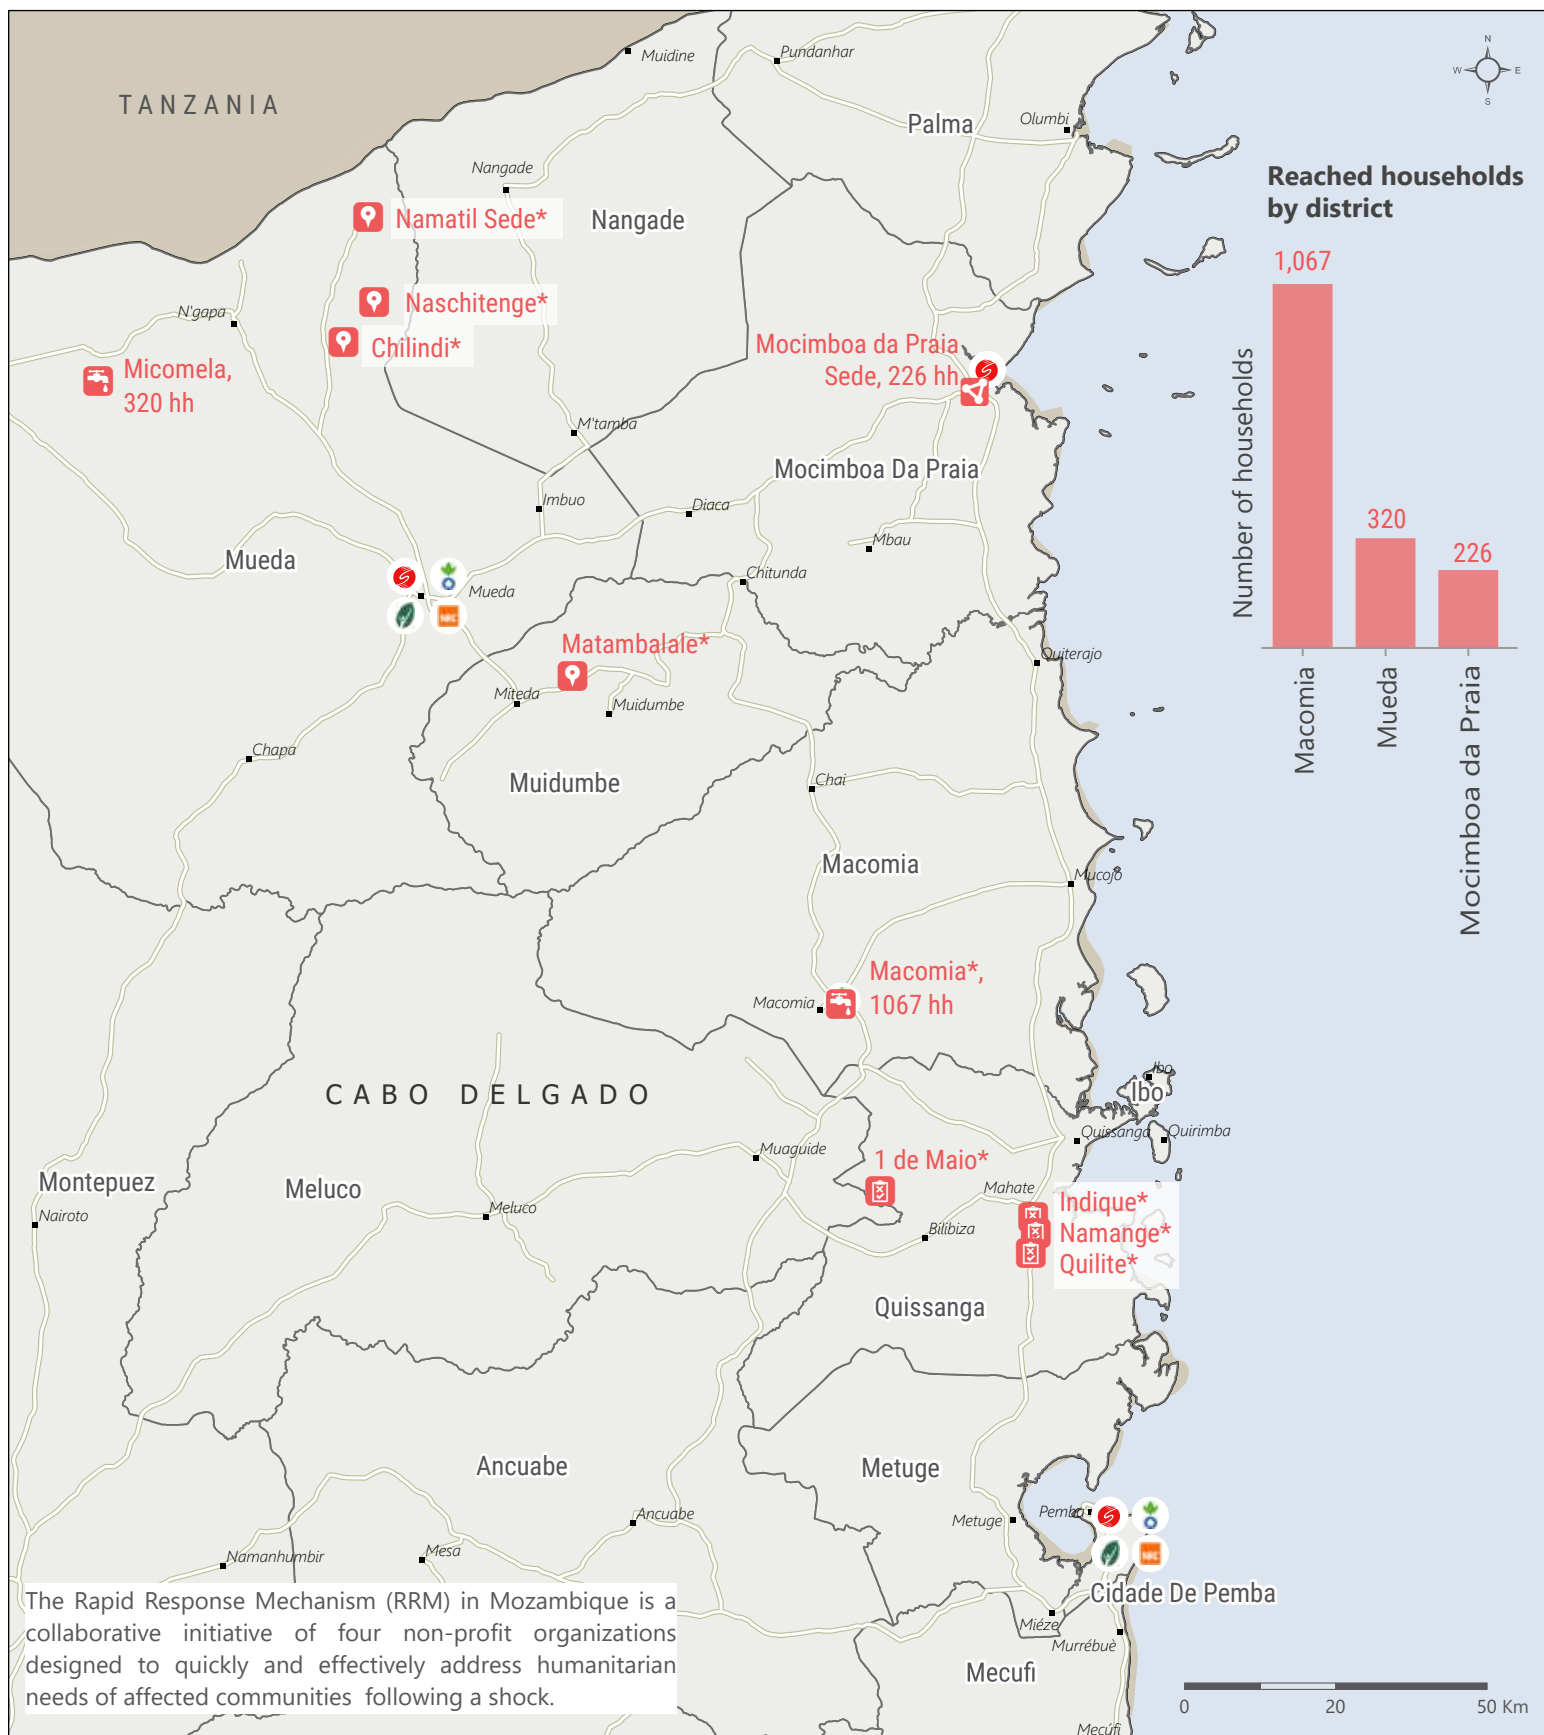 TANZANIA
Muidine
Pundanhar
N
W
E
S
Palma
Olumbi
Nangade
Reached households
by district
Namatil Sede*
Nangade
1,067
Naschitenge*
N'gapa
Chilindi*
Mocimboa da Praia
Sede, 226 hh
Micomela,
320 hh
M'tamba
Mocimboa Da Praia
Number of households
Imbuo
Diaca
320
Mbau
226
Mueda
Mueda
Chitunda
Matambalale*
Quiterajo
Miteda
Muidumbe
Macomia
Mueda
Mocimboa da Praia
Chapa
Muidumbe
Chai
Macomia
Mucojo
Macomia*,
1067 hh
Macomia
Ibo
Ibo
CABO DELGADO
Quissanga
Quirimba
Muaguide
1 de Maio*
Montepuez
Meluco
Mahate
Indique*
Nairoto
Meluco
Bilibiza
Namange*
Quilite*
Quissanga
Ancuabe
Metuge
Ancuabe
Metuge
Pemba
NRC
NRC
Namanhumbir
Mesa
Cidade De Pemba
The Rapid Response Mechanism (RRM) in Mozambique is a
collaborative initiative of four non-profit organizations
designed to quickly and effectively address humanitarian
needs of affected communities following a shock.
Miéze
Murrébuè
Mecufi
0
20
50 Km
Mecúfi